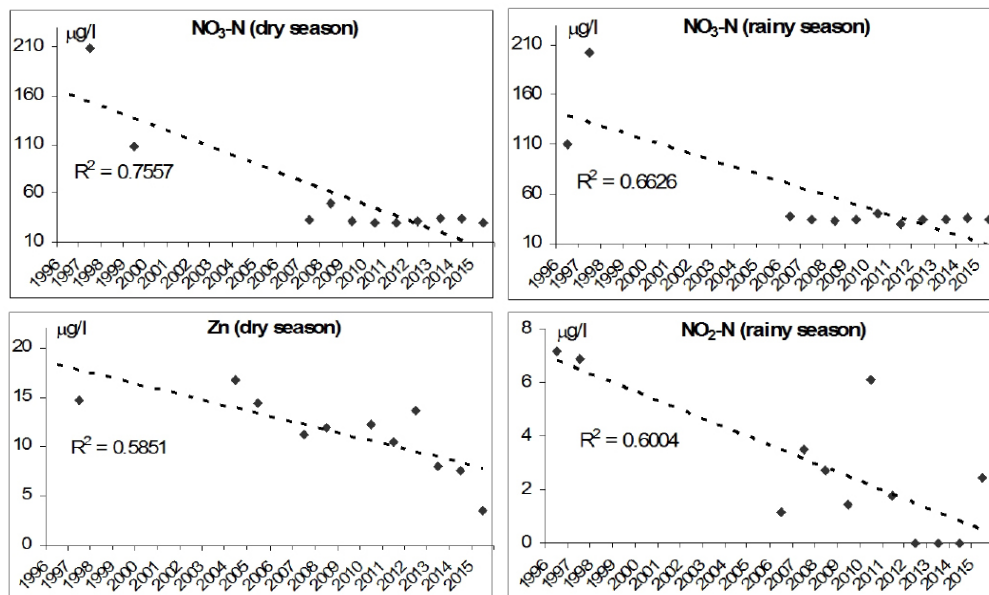 µg/l
NO₃-N (dry season)
210
160
110
60
10
R² = 0.7557
1996 1997 1998 1999 2000 2001 2002 2003 2004 2005 2006 2007 2008 2009 2010 2011 2012 2013 2014 2015
µg/l
NO₃-N (rainy season)
210
160
110
60
10
R² = 0.6626
1996 1997 1998 1999 2000 2001 2002 2003 2004 2005 2006 2007 2008 2009 2010 2011 2012 2013 2014 2015
µg/l
Zn (dry season)
20
15
10
5
0
R² = 0.5851
1996 1997 1998 1999 2000 2001 2002 2003 2004 2005 2006 2007 2008 2009 2010 2011 2012 2013 2014 2015
µg/l
NO₂-N (rainy season)
8
6
4
2
0
R² = 0.6004
1996 1997 1998 1999 2000 2001 2002 2003 2004 2005 2006 2007 2008 2009 2010 2011 2012 2013 2014 2015